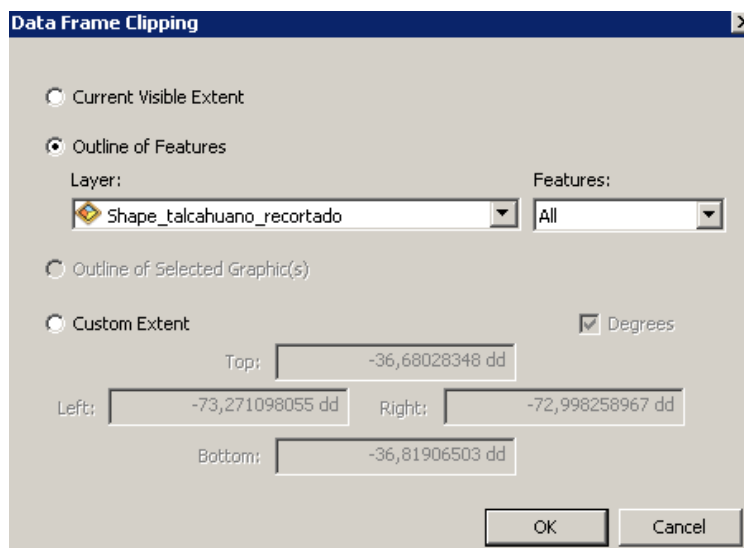 Data Frame Clipping
Current Visible Extent
Outline of Features
Layer: Features:
Shape_talcahuano_recortado All
Outline of Selected Graphic(s)
Custom Extent Degrees
Top: -36,68028348 dd
Left: -73,271098055 dd Right: -72,998258967 dd
Bottom: -36,81906503 dd
OK Cancel